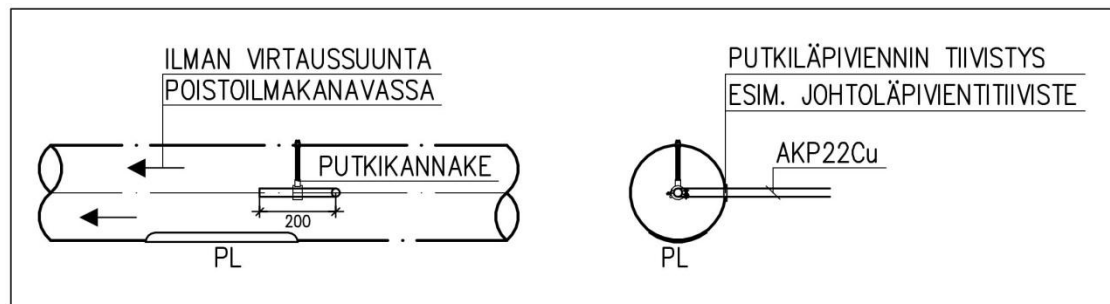 ILMAN VIRTAUSSUUNTA
POISTOILMAKANAVASSA
PUTKIKANNAKE
200
PL
PUTKILÄPIVIENNIN TIIVISTYS
ESIM. JOHTOLÄPIVIENTITIIVISTE
AKP22Cu
PL